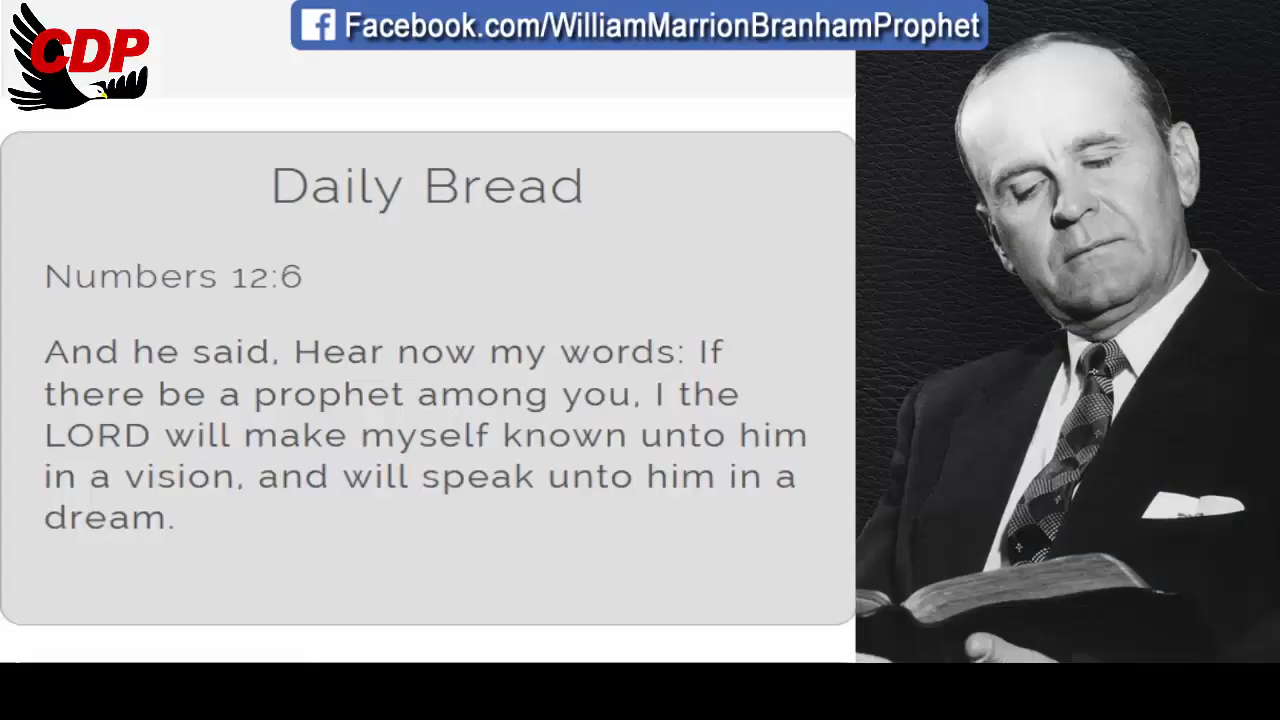 Facebook.com/WilliamMarrionBranhamProphet
CDP
Daily Bread
Numbers 12:6
And he said, Hear now my words: If
there be a prophet among you, I the
LORD will make myself known unto him
in a vision, and will speak unto him in a
dream.